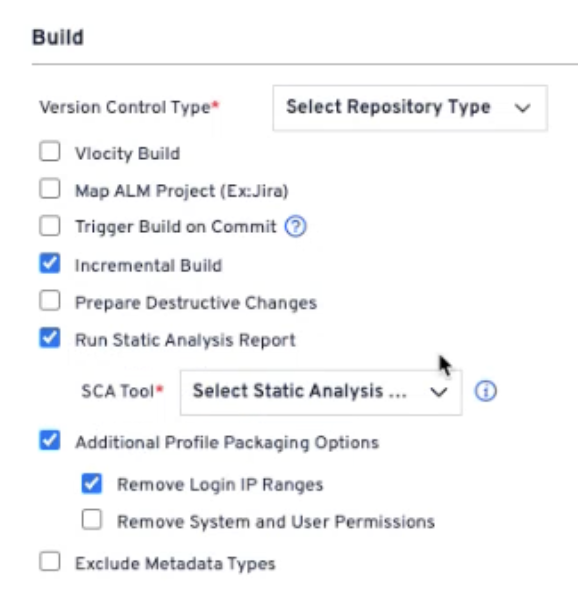 Build
Version Control Type* Select Repository Type
Vlocity Build
Map ALM Project (Ex:Jira)
Trigger Build on Commit ?
Incremental Build
Prepare Destructive Changes
Run Static Analysis Report
SCA Tool* Select Static Analysis ... i
Additional Profile Packaging Options
Remove Login IP Ranges
Remove System and User Permissions
Exclude Metadata Types